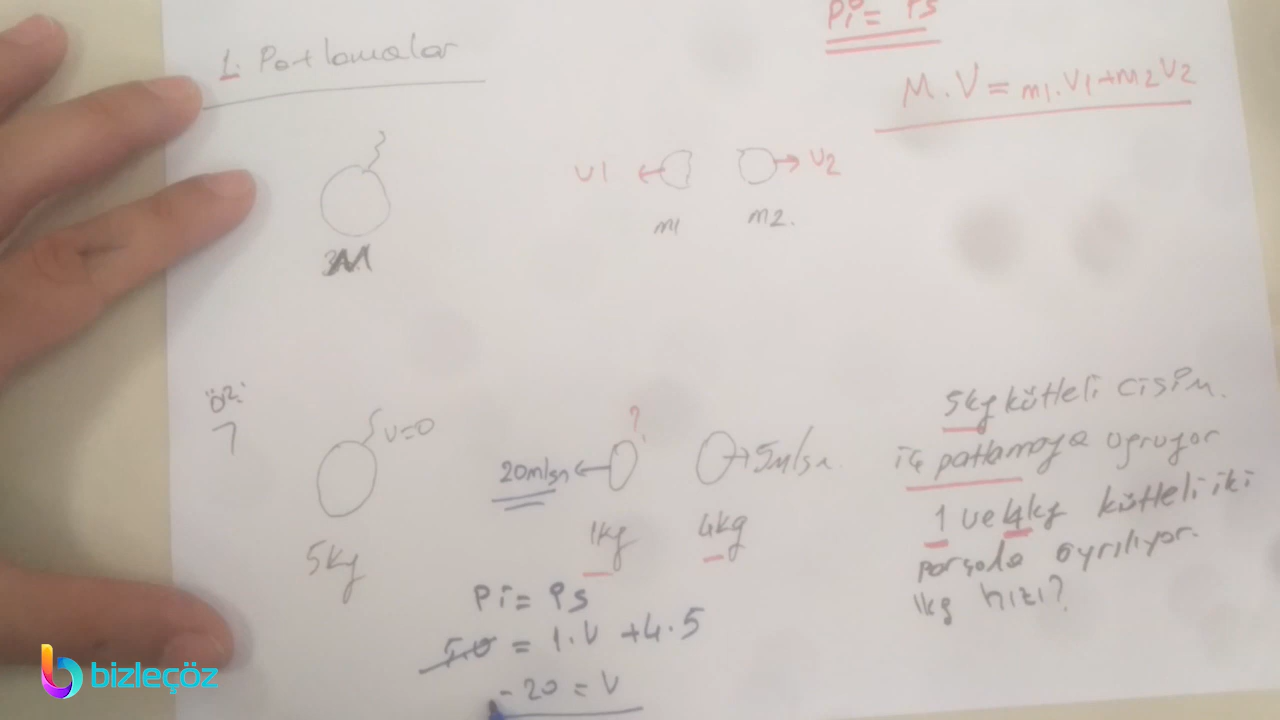 Pi = Ps
1. Patlamalar
M.V = m1.V1+m2V2
V1
V2
m1
m2.
M
ör:
V=0
5kg
20m/sn
?
5m/sn.
1kg
4kg
5kg kütleli cisim.
iç patlamaya uğruyor
1 ve 4kg kütleli iki
parçada ayrılıyor.
1kg hızı?
Pi = Ps
5.0 = 1.V +4.5
-20 = V
bizleçöz